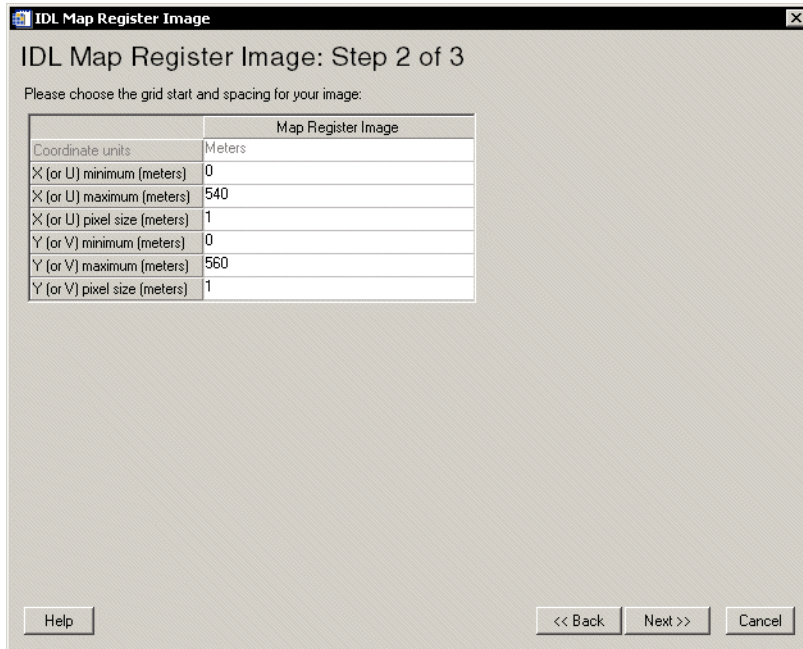 IDL Map Register Image
IDL Map Register Image: Step 2 of 3
Please choose the grid start and spacing for your image:
Map Register Image
Coordinate units Meters
X (or U) minimum (meters) 0
X (or U) maximum (meters) 540
X (or U) pixel size (meters) 1
Y (or V) minimum (meters) 0
Y (or V) maximum (meters) 560
Y (or V) pixel size (meters) 1
Help << Back Next >> Cancel